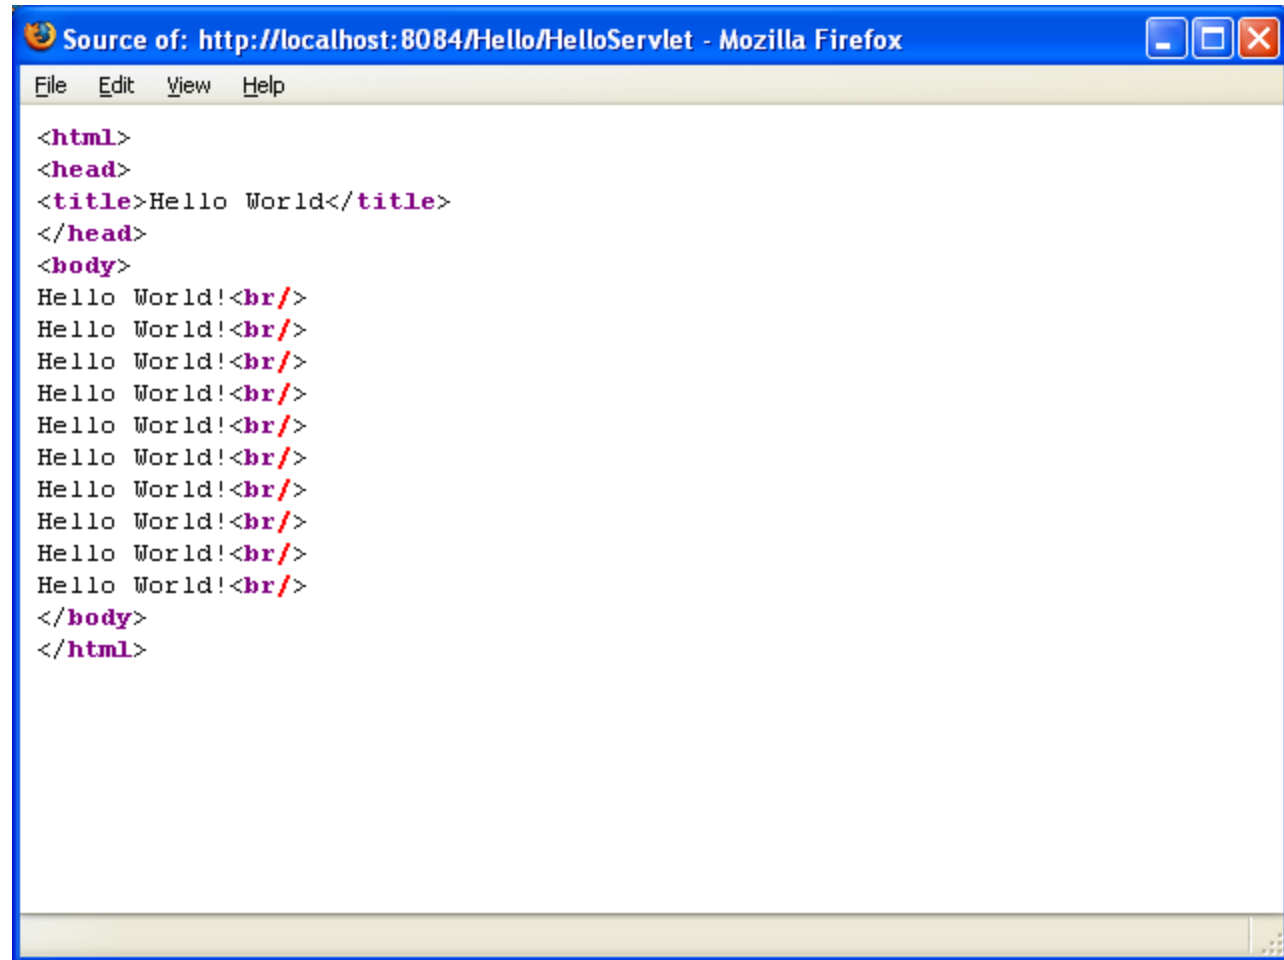 Source of: http://localhost:8084/Hello/HelloServlet - Mozilla Firefox
File Edit View Help
<html>
<head>
<title>Hello World</title>
</head>
<body>
Hello World!<br/>
Hello World!<br/>
Hello World!<br/>
Hello World!<br/>
Hello World!<br/>
Hello World!<br/>
Hello World!<br/>
Hello World!<br/>
Hello World!<br/>
Hello World!<br/>
</body>
</html>